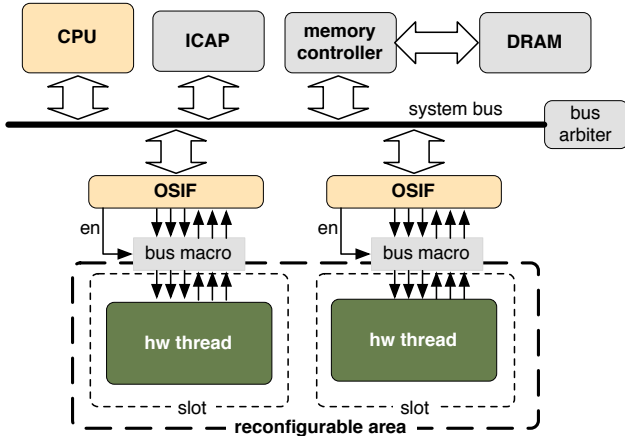 CPU
ICAP
memory
controller
DRAM
system bus
bus
arbiter
OSIF
OSIF
en
en
bus macro
bus macro
hw thread
hw thread
slot
slot
reconfigurable area